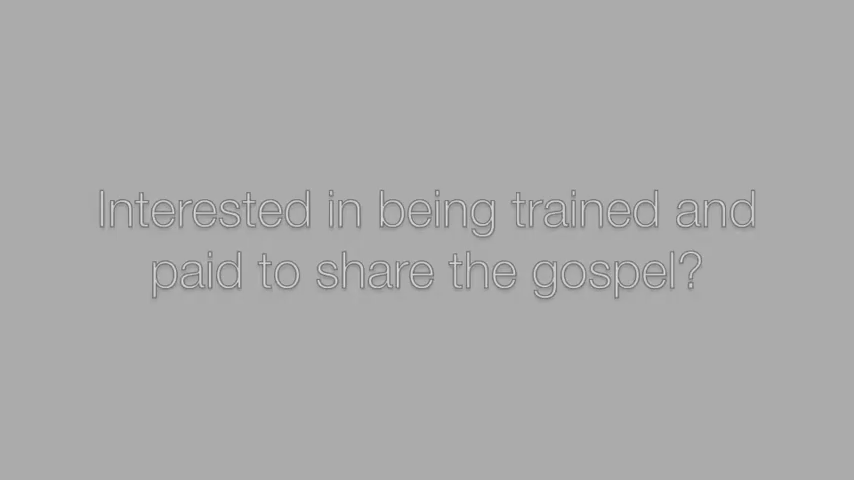 Interested in being trained and
paid to share the gospel?